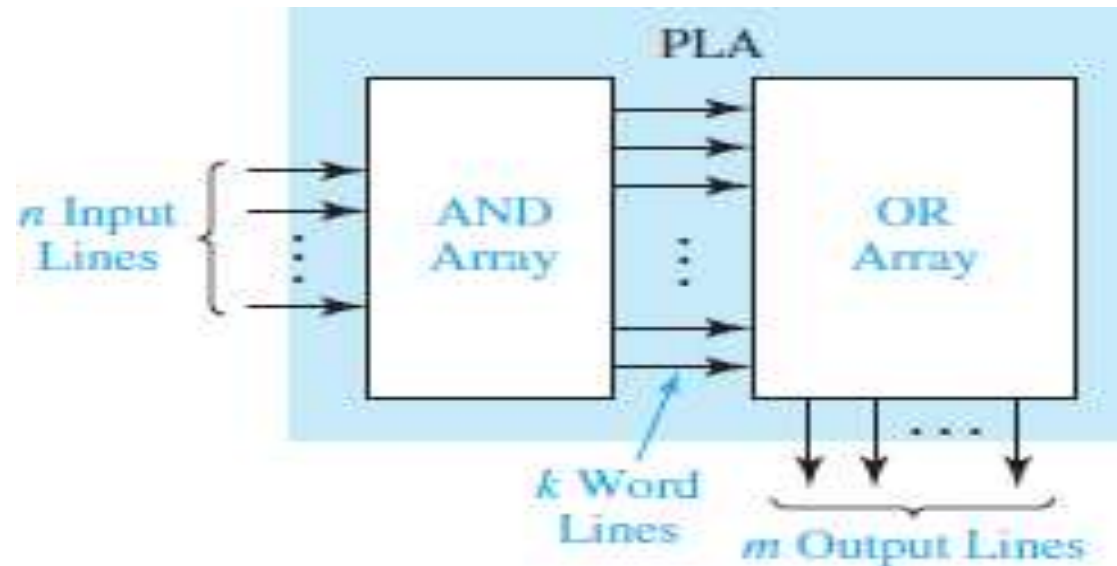 PLA
n Input
Lines
AND
Array
OR
Array
k Word
Lines
m Output Lines